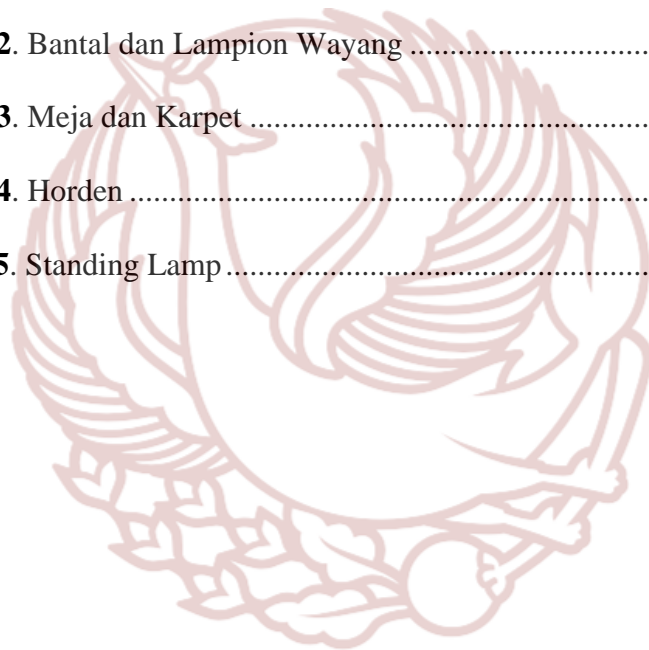 2. Bantal dan Lampion Wayang ..............................
3. Meja dan Karpet ..................................................
4. Horden .................................................................
5. Standing Lamp .....................................................